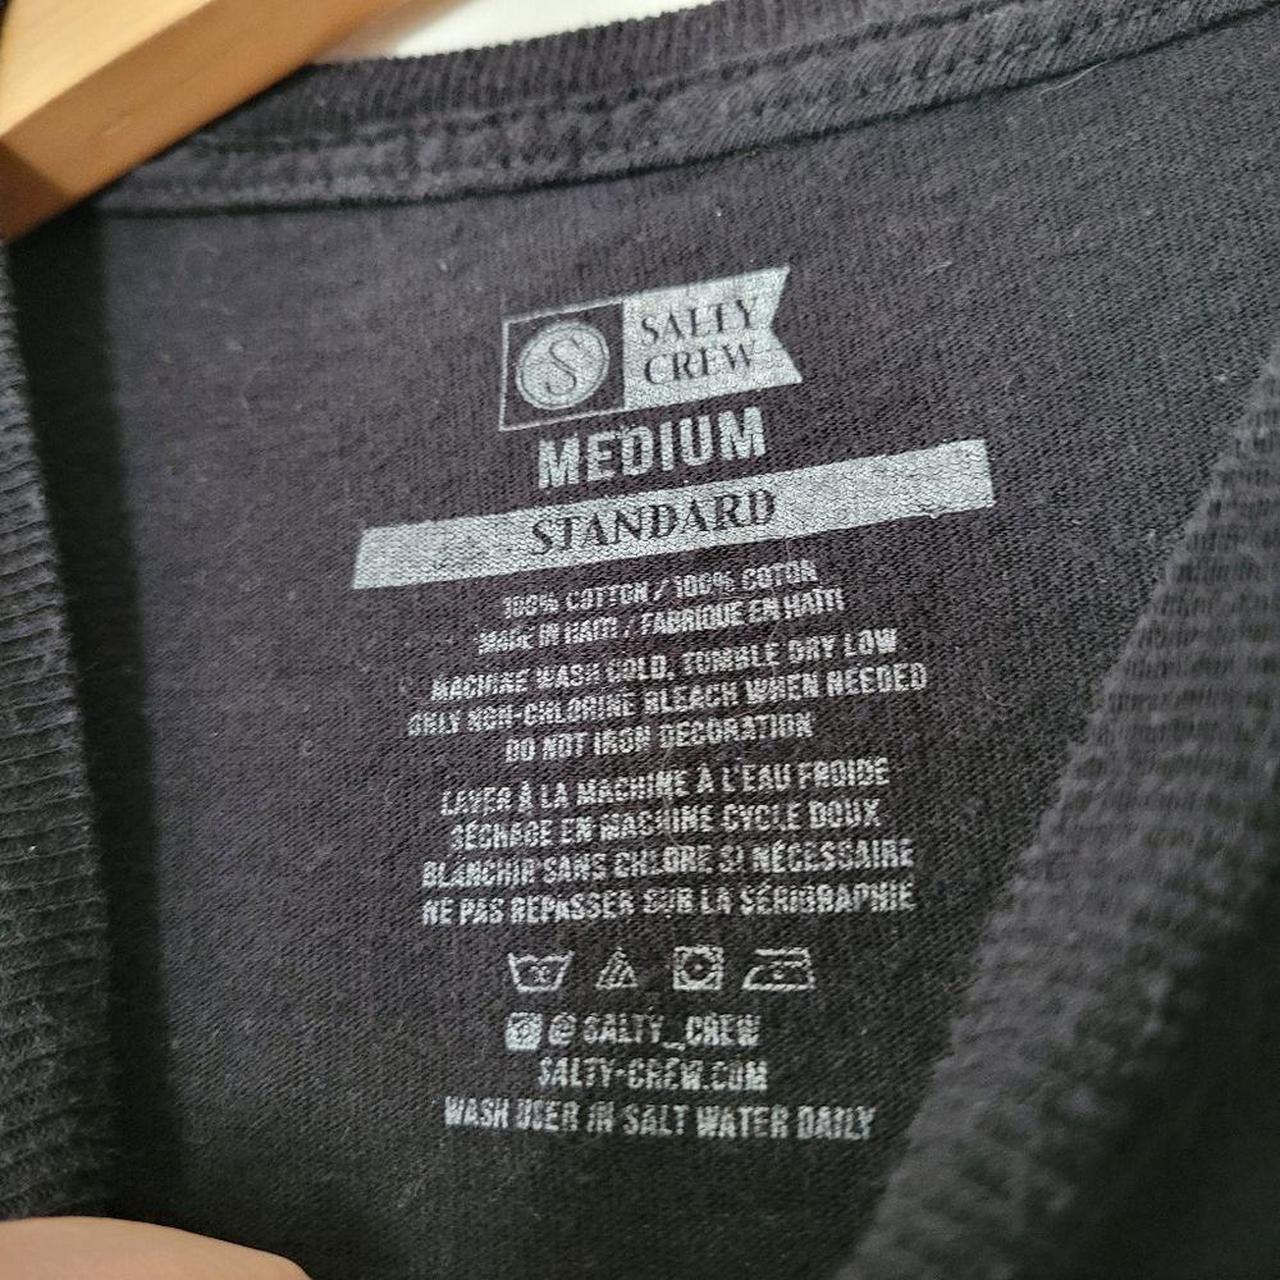 S
SALTY
CREW
MEDIUM
STANDARD
100% COTTON / 100% COTON
MADE IN HAITI / FABRIQUE EN HAÏTI
MACHINE WASH COLD, TUMBLE DRY LOW
ONLY NON-CHLORINE BLEACH WHEN NEEDED
DO NOT IRON DECORATION
LAVER À LA MACHINE À L'EAU FROIDE
SÉCHAGE EN MACHINE CYCLE DOUX
BLANCHIR SANS CHLORE SI NÉCESSAIRE
NE PAS REPASSER SUR LA SÉRIGRAPHIE
@ SALTY_CREW
SALTY-CREW.COM
WASH USER IN SALT WATER DAILY